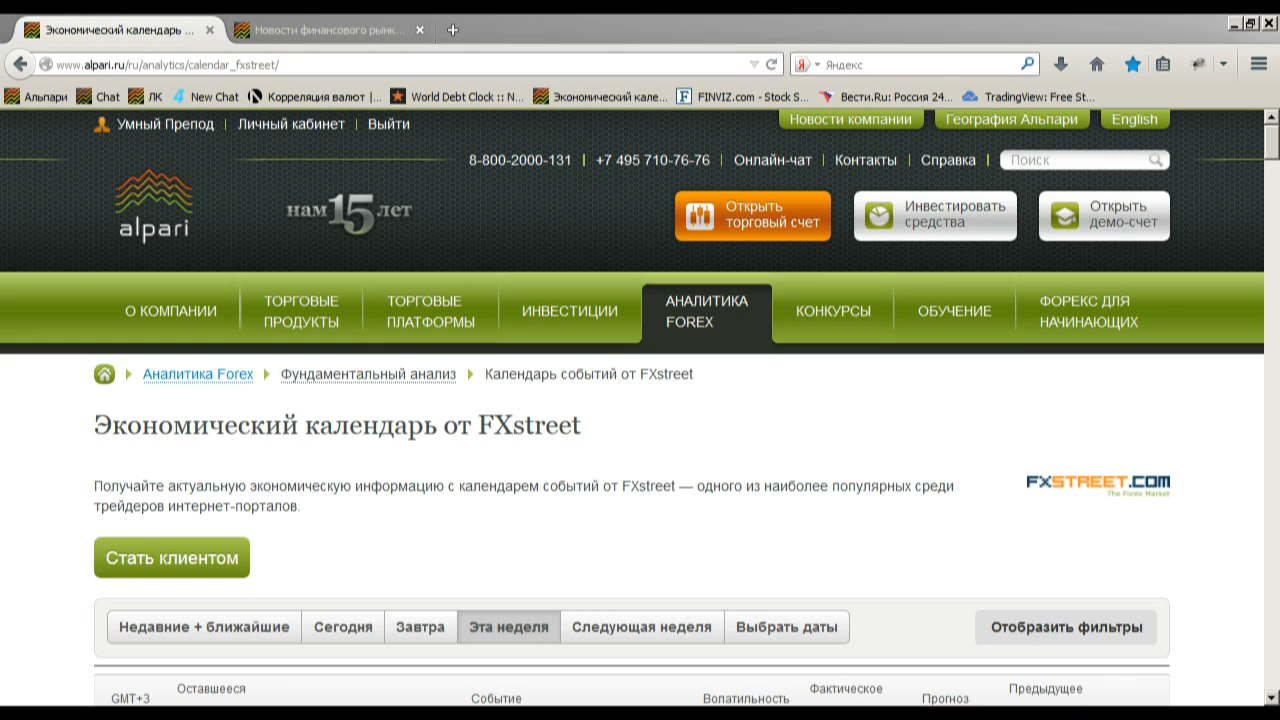 Экономический календарь ...
Новости финансового рынк...
www.alpari.ru/ru/analytics/calendar_fxstreet/
Яндекс
Альпари
Chat
ЛК
New Chat
Корреляция валют |...
World Debt Clock :: N...
Экономический кале...
FINVIZ.com - Stock S...
Вести.Ru: Россия 24...
TradingView: Free St...
Умный Препод
Личный кабинет
Выйти
Новости компании
География Альпари
English
8-800-2000-131
+7 495 710-76-76
Онлайн-чат
Контакты
Справка
Поиск
alpari
нам 15 лет
Открыть
торговый счет
Инвестировать
средства
Открыть
демо-счет
О КОМПАНИИ
ТОРГОВЫЕ
ПРОДУКТЫ
ТОРГОВЫЕ
ПЛАТФОРМЫ
ИНВЕСТИЦИИ
АНАЛИТИКА
FOREX
КОНКУРСЫ
ОБУЧЕНИЕ
ФОРЕКС ДЛЯ
НАЧИНАЮЩИХ
Аналитика Forex
Фундаментальный анализ
Календарь событий от FXstreet
Экономический календарь от FXstreet
Получайте актуальную экономическую информацию с календарем событий от FXstreet — одного из наиболее популярных среди
трейдеров интернет-порталов.
FXSTREET.COM
The Forex Market
Стать клиентом
Недавние + ближайшие
Сегодня
Завтра
Эта неделя
Следующая неделя
Выбрать даты
Отобразить фильтры
GMT+3
Оставшееся
Событие
Волатильность
Фактическое
Прогноз
Предыдущее